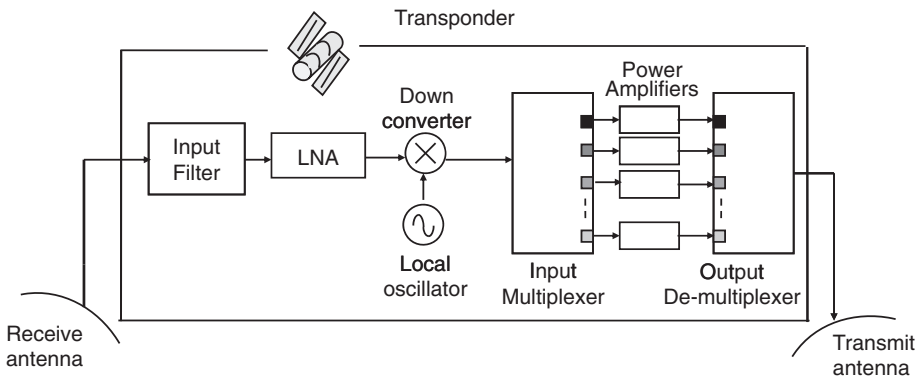 Transponder
Power
Amplifiers
Down
converter
Input
Filter
LNA
Local
oscillator
Input
Multiplexer
Output
De-multiplexer
Receive
antenna
Transmit
antenna